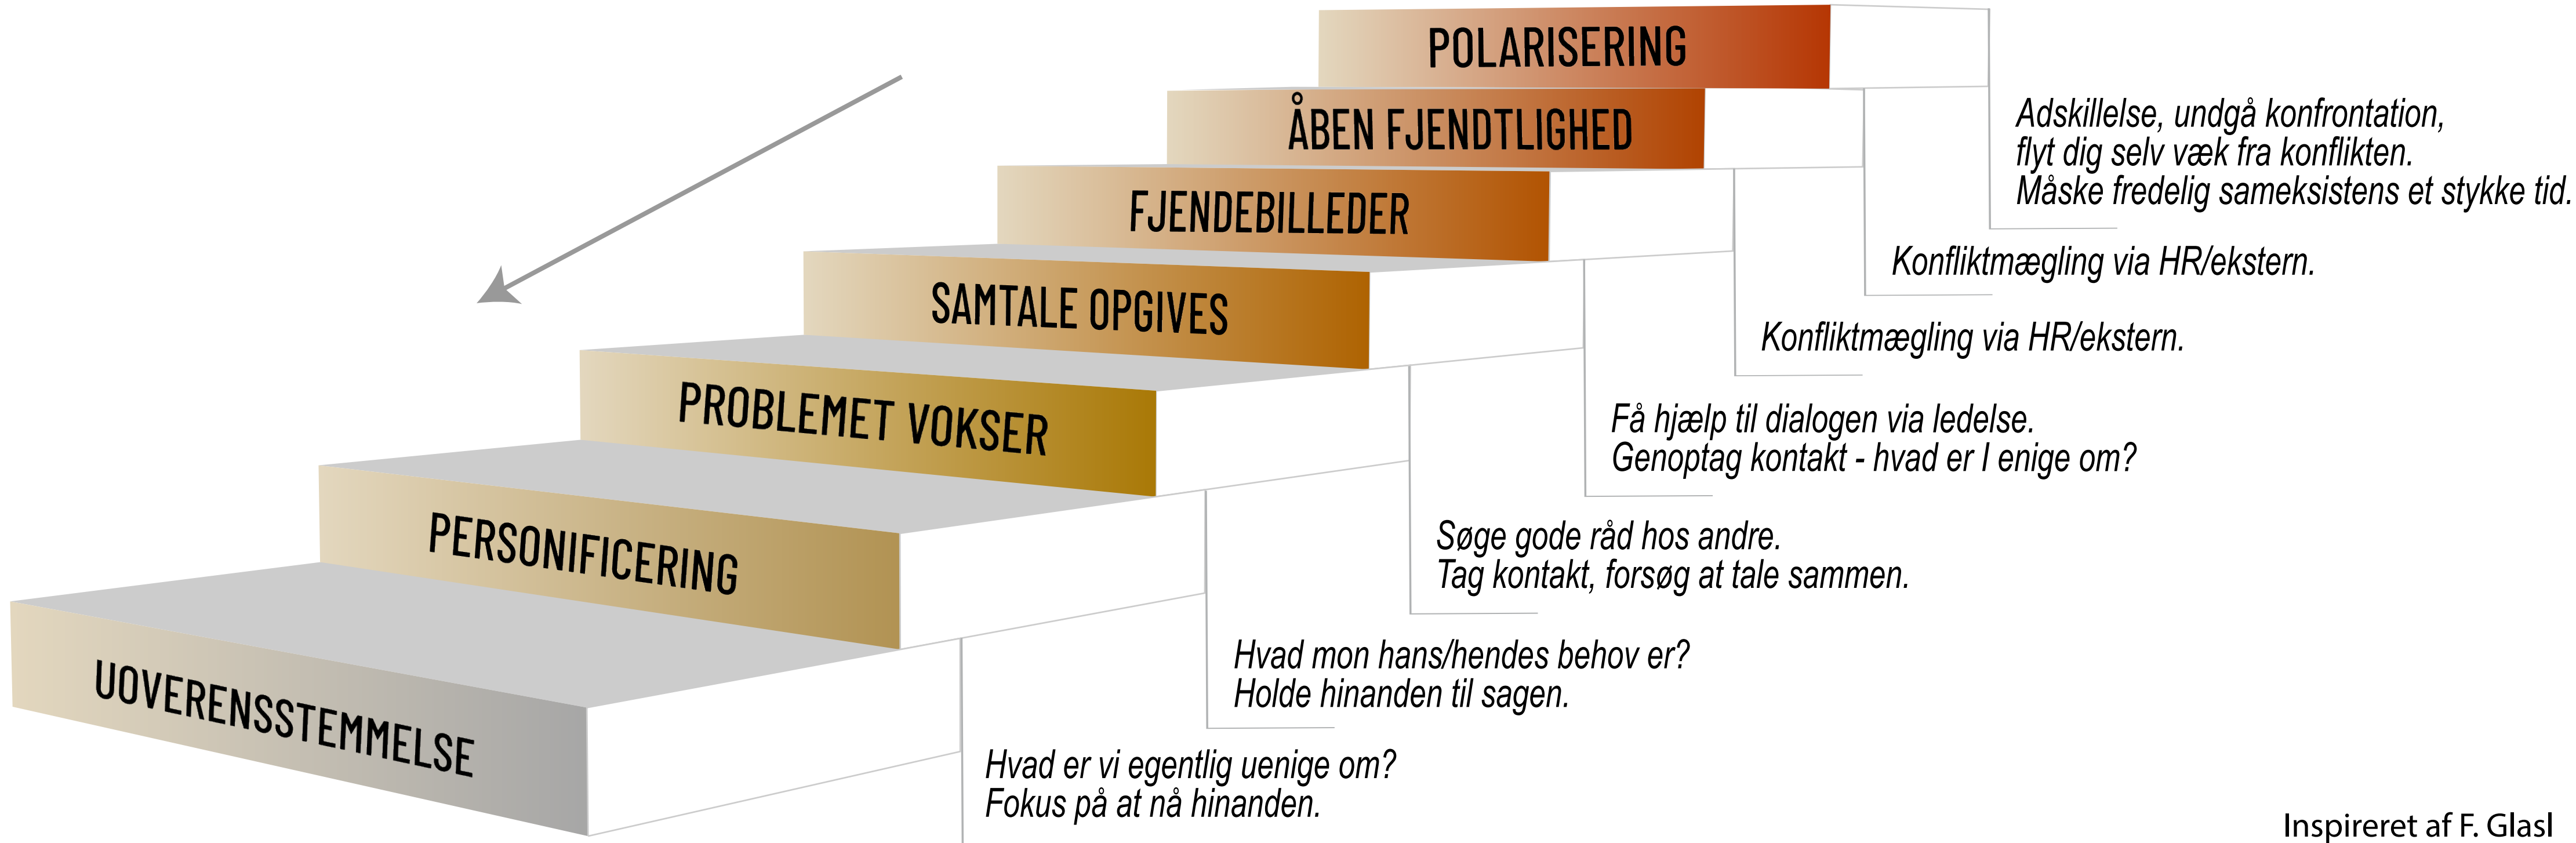 POLARISERING
ÅBEN FJENDTLIGHED
FJENDEBILLEDER
SAMTALE OPGIVES
PROBLEMET VOKSER
PERSONIFICERING
UOVERENSSTEMMELSE
Adskillelse, undgå konfrontation,
flyt dig selv væk fra konflikten.
Måske fredelig sameksistens et stykke tid.
Konfliktmægling via HR/ekstern.
Konfliktmægling via HR/ekstern.
Få hjælp til dialogen via ledelse.
Genoptag kontakt - hvad er I enige om?
Søge gode råd hos andre.
Tag kontakt, forsøg at tale sammen.
Hvad mon hans/hendes behov er?
Holde hinanden til sagen.
Hvad er vi egentlig uenige om?
Fokus på at nå hinanden.
Inspireret af F. Glasl